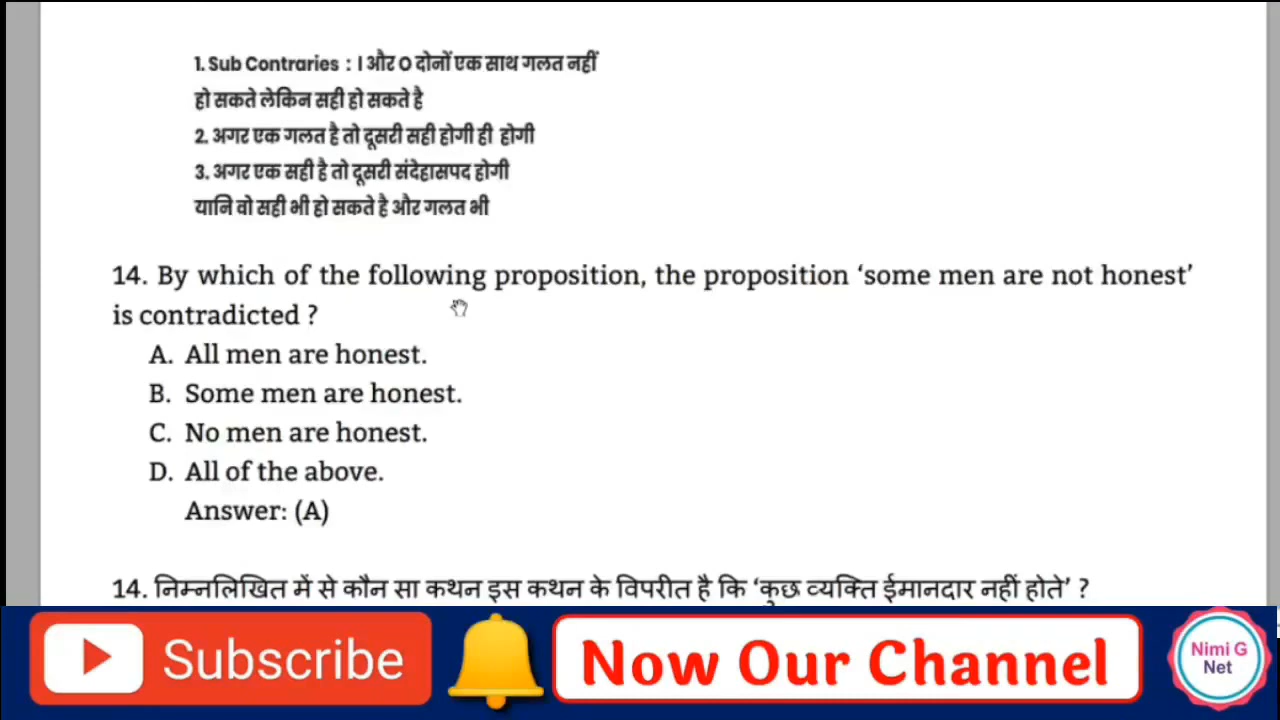 1. Sub Contraries : I और O दोनों एक साथ गलत नहीं
हो सकते लेकिन सही हो सकते है
2. अगर एक गलत है तो दूसरी सही होगी ही होगी
3. अगर एक सही है तो दूसरी संदेहासपद होगी
यानि वो सही भी हो सकते है और गलत भी
14. By which of the following proposition, the proposition ‘some men are not honest’
is contradicted ?
A. All men are honest.
B. Some men are honest.
C. No men are honest.
D. All of the above.
Answer: (A)
14. निम्नलिखित में से कौन सा कथन इस कथन के विपरीत है कि ‘कुछ व्यक्ति ईमानदार नहीं होते’ ?
Subscribe
Now Our Channel
Nimi G
Net